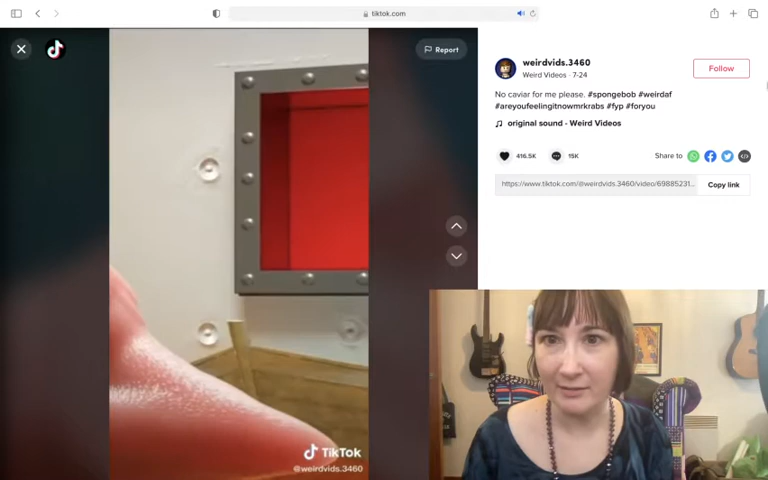 tiktok.com
Report
weirdvids.3460
Weird Videos · 7-24
Follow
No caviar for me please. #spongebob #weirdaf
#areyoufeelingitnowmrkrabs #fyp #foryou
original sound - Weird Videos
416.5K
15K
Share to
https://www.tiktok.com/@weirdvids.3460/video/69885231...
Copy link
TikTok
@weirdvids.3460